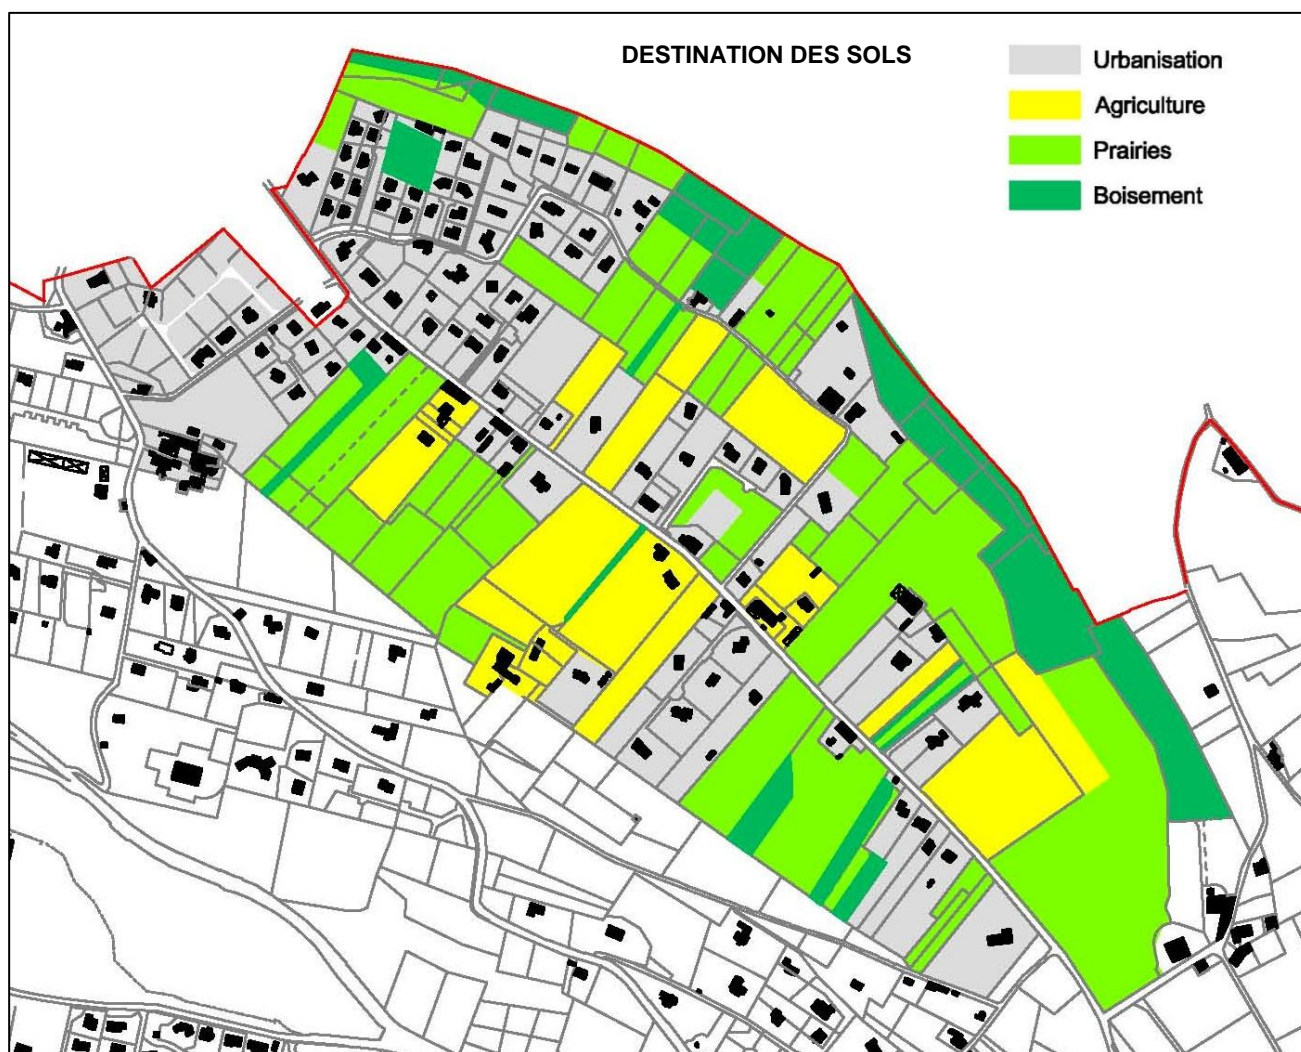 DESTINATION DES SOLS
Urbanisation
Agriculture
Prairies
Boisement